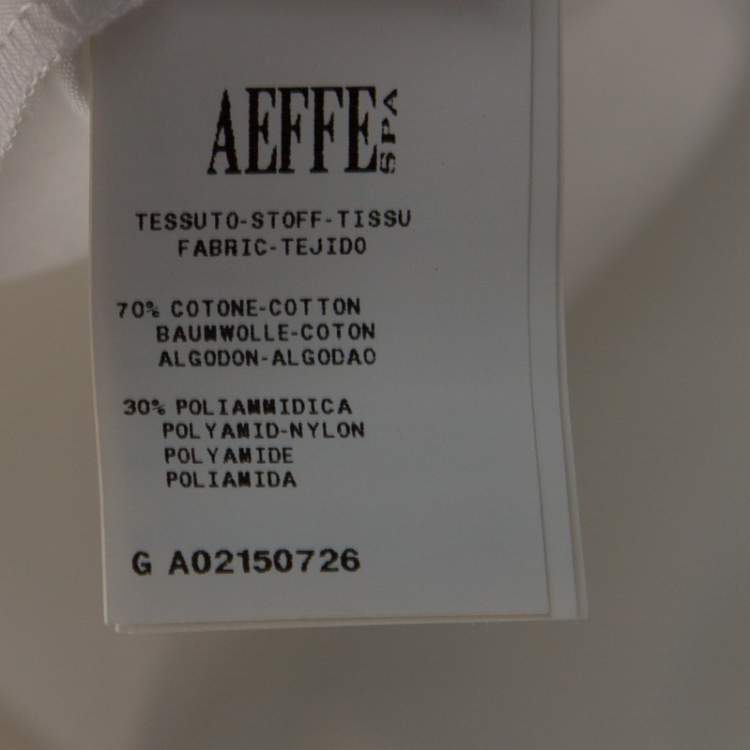 AEFFE SPA
TESSUTO-STOFF-TISSU
FABRIC-TEJIDO
70% COTONE-COTTON
BAUMWOLLE-COTON
ALGODON-ALGODAO
30% POLIAMMIDICA
POLYAMID-NYLON
POLYAMIDE
POLIAMIDA
G A02150726